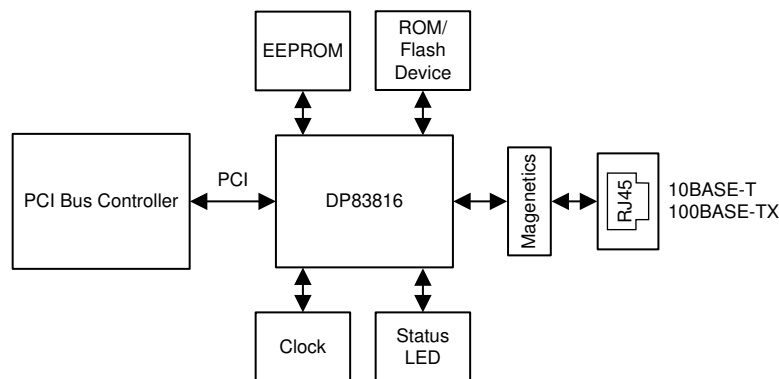 EEPROM
ROM/
Flash
Device
PCI Bus Controller
PCI
DP83816
Magenetics
RJ45
10BASE-T
100BASE-TX
Clock
Status
LED